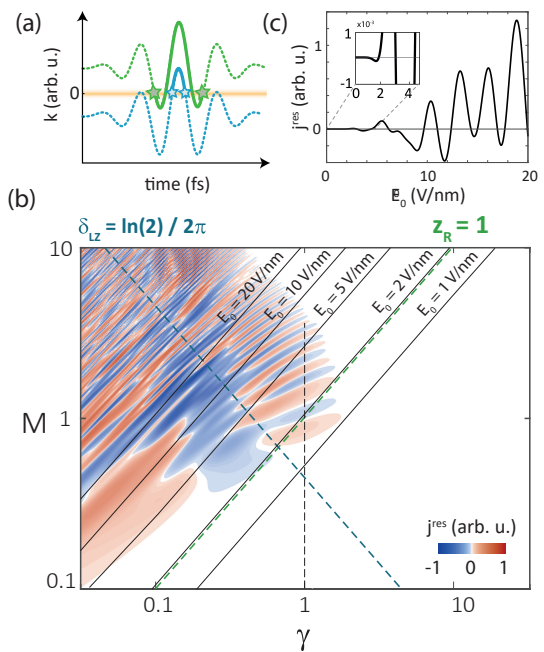 (a)
k (arb. u.)
0
time (fs)
(c)
j^res (arb. u.)
1
0
1 ×10^-3
0
-1
0 2 4
0 10 20
E_0 (V/nm)
(b)
δ_LZ = ln(2) / 2π
z_R = 1
10
1
0.1
M
E_0 = 20 V/nm
E_0 = 10 V/nm
E_0 = 5 V/nm
E_0 = 2 V/nm
E_0 = 1 V/nm
j^res (arb. u.)
-1 0 1
0.1 1 10
γ